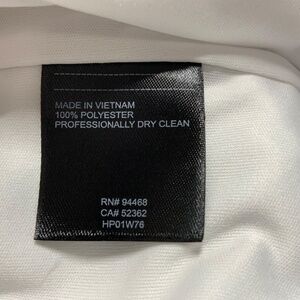 MADE IN VIETNAM
100% POLYESTER
PROFESSIONALLY DRY CLEAN
RN# 94468
CA# 52362
HP01W76